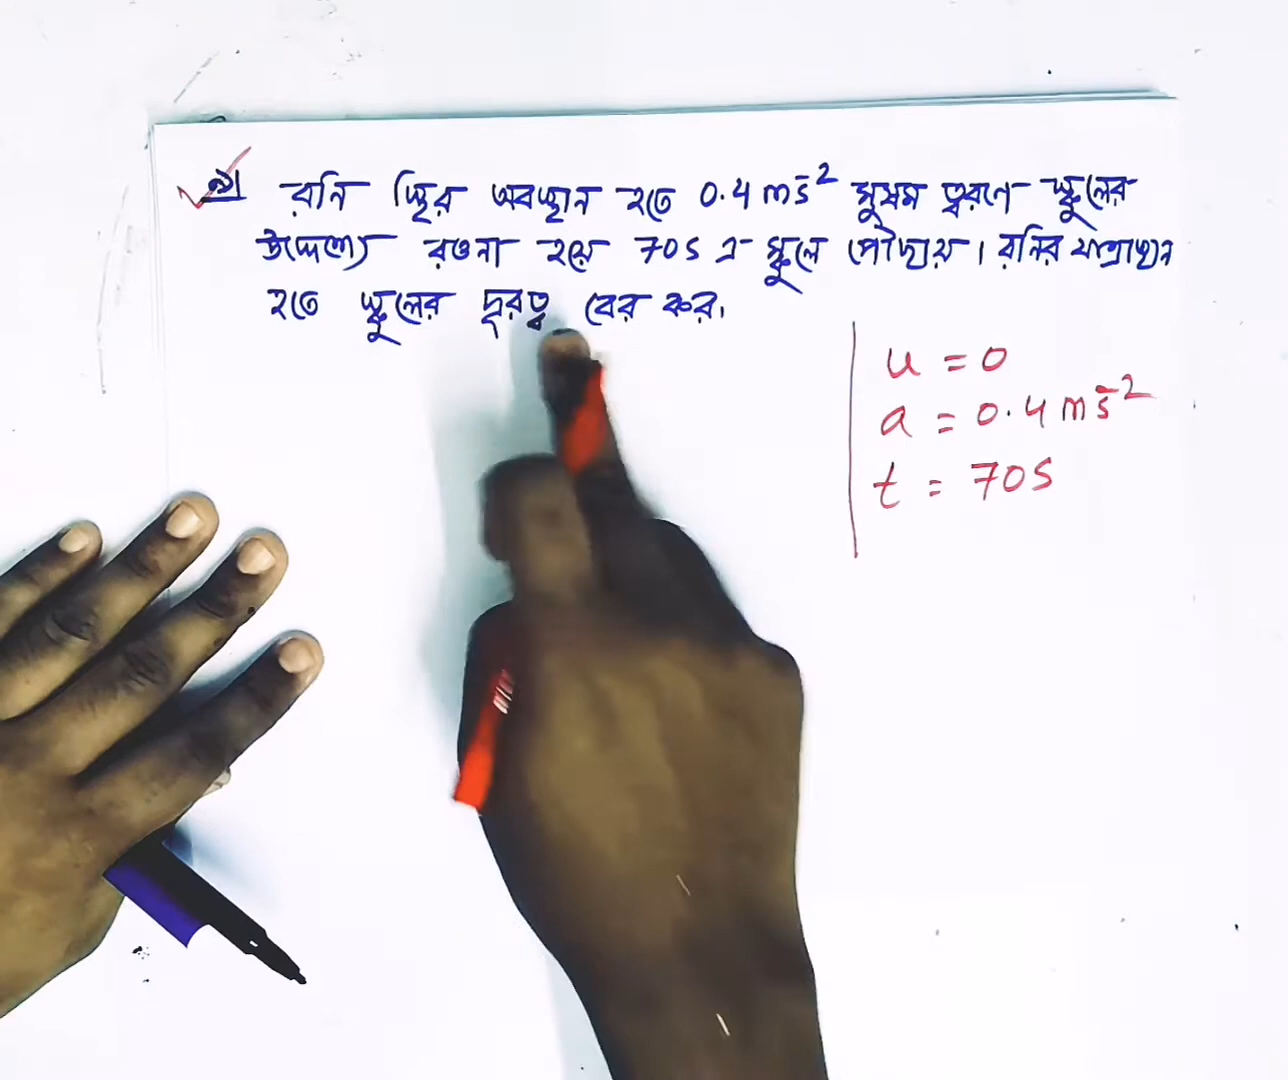 ১। রনি স্থির অবস্থান হতে 0.4 ms⁻² সুষম ত্বরণে স্কুলের
উদ্দেশ্যে রওনা হয়ে 70s এ স্কুলে পৌঁছায়। রনির যাত্রাস্থান
হতে স্কুলের দূরত্ব বের কর।
u = 0
a = 0.4 ms⁻²
t = 70s